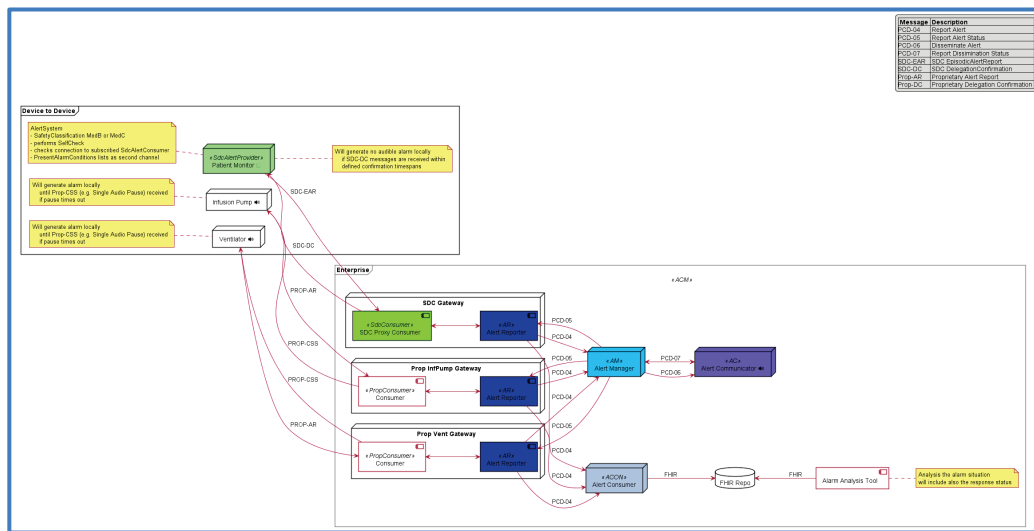 Message Description
PCD-04 Report Alert
PCD-05 Report Alert Status
PCD-06 Disseminate Alert
PCD-07 Report Dissimination Status
SDC-EAR SDC EpisodicAlertReport
SDC-DC SDC DelegationConfirmation
Prop-AR Proprietary Alert Report
Prop-DC Proprietary Delegation Confirmation
Device to Device
AlertSystem
- SafetyClassification MedB or MedC
- performs SelfCheck
- checks connection to subscribed SdcAlertConsumer
- PresentAlarmConditions lists as second channel
«SdcAlertProvider»
Patient Monitor
Will generate no audible alarm locally
if SDC-DC messages are received within
defined confirmation timespans
Will generate alarm locally
until Prop-CSS (e.g. Single Audio Pause) received
if pause times out
Infusion Pump
Will generate alarm locally
until Prop-CSS (e.g. Single Audio Pause) received
if pause times out
Ventilator
SDC-EAR
SDC-DC
PROP-AR
PROP-CSS
PROP-CSS
PROP-AR
Enterprise
«ACM»
SDC Gateway
«SdcConsumer»
SDC Proxy Consumer
«AR»
Alert Reporter
PCD-05
PCD-04
Prop InfPump Gateway
«PropConsumer»
Consumer
«AR»
Alert Reporter
PCD-05
PCD-04
PCD-04
PCD-05
«AM»
Alert Manager
PCD-07
PCD-06
«AC»
Alert Communicator
Prop Vent Gateway
«PropConsumer»
Consumer
«AR»
Alert Reporter
PCD-04
PCD-04
PCD-04
«ACON»
Alert Consumer
FHIR
FHIR Repo
FHIR
Alarm Analysis Tool
Analysis the alarm situation
will include also the response status